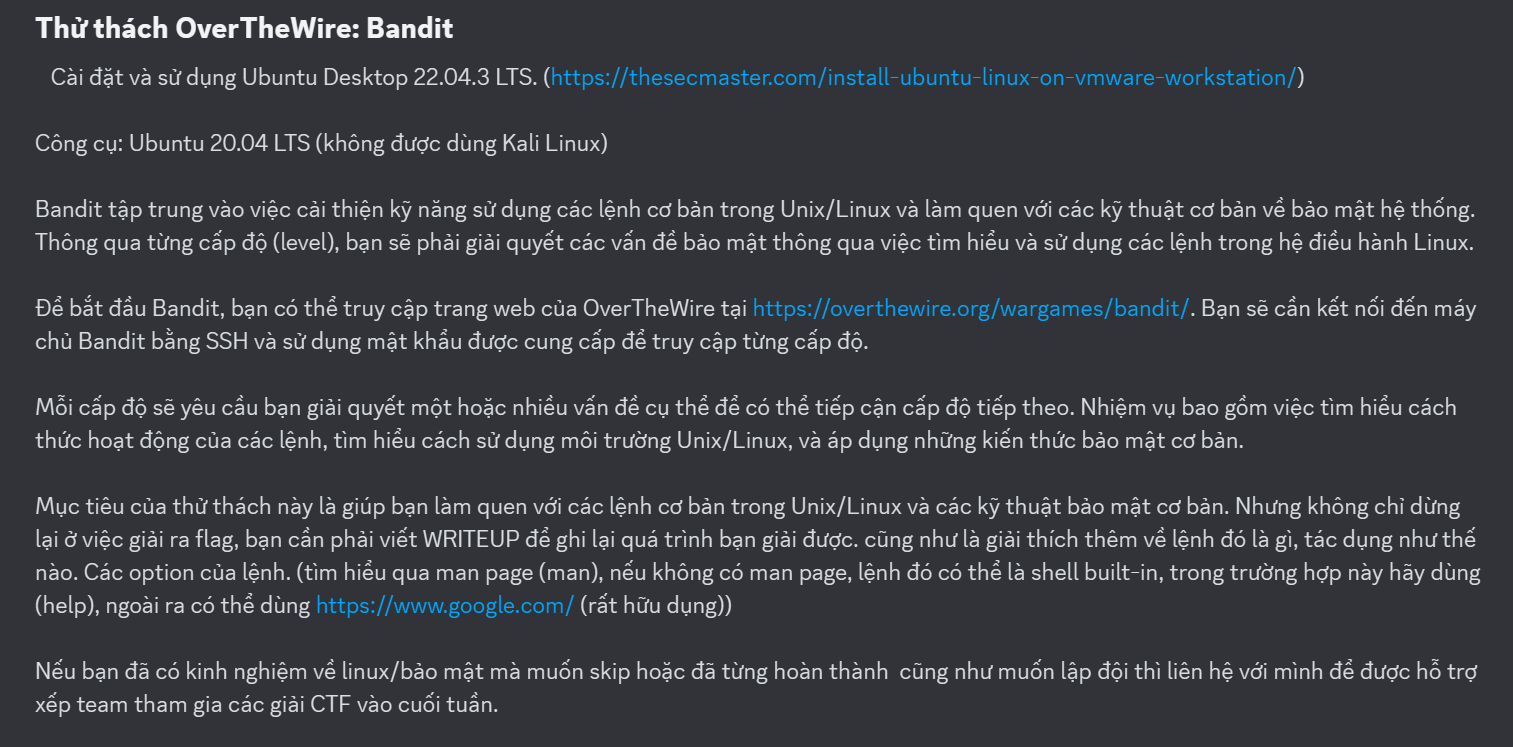 Thử thách OverTheWire: Bandit
Cài đặt và sử dụng Ubuntu Desktop 22.04.3 LTS. (https://thesecmaster.com/install-ubuntu-linux-on-vmware-workstation/)
Công cụ: Ubuntu 20.04 LTS (không được dùng Kali Linux)
Bandit tập trung vào việc cải thiện kỹ năng sử dụng các lệnh cơ bản trong Unix/Linux và làm quen với các kỹ thuật cơ bản về bảo mật hệ thống.
Thông qua từng cấp độ (level), bạn sẽ phải giải quyết các vấn đề bảo mật thông qua việc tìm hiểu và sử dụng các lệnh trong hệ điều hành Linux.
Để bắt đầu Bandit, bạn có thể truy cập trang web của OverTheWire tại https://overthewire.org/wargames/bandit/. Bạn sẽ cần kết nối đến máy
chủ Bandit bằng SSH và sử dụng mật khẩu được cung cấp để truy cập từng cấp độ.
Mỗi cấp độ sẽ yêu cầu bạn giải quyết một hoặc nhiều vấn đề cụ thể để có thể tiếp cận cấp độ tiếp theo. Nhiệm vụ bao gồm việc tìm hiểu cách
thức hoạt động của các lệnh, tìm hiểu cách sử dụng môi trường Unix/Linux, và áp dụng những kiến thức bảo mật cơ bản.
Mục tiêu của thử thách này là giúp bạn làm quen với các lệnh cơ bản trong Unix/Linux và các kỹ thuật bảo mật cơ bản. Nhưng không chỉ dừng
lại ở việc giải ra flag, bạn cần phải viết WRITEUP để ghi lại quá trình bạn giải được. cũng như là giải thích thêm về lệnh đó là gì, tác dụng như thế
nào. Các option của lệnh. (tìm hiểu qua man page (man), nếu không có man page, lệnh đó có thể là shell built-in, trong trường hợp này hãy dùng
(help), ngoài ra có thể dùng https://www.google.com/ (rất hữu dụng))
Nếu bạn đã có kinh nghiệm về linux/bảo mật mà muốn skip hoặc đã từng hoàn thành  cũng như muốn lập đội thì liên hệ với mình để được hỗ trợ
xếp team tham gia các giải CTF vào cuối tuần.